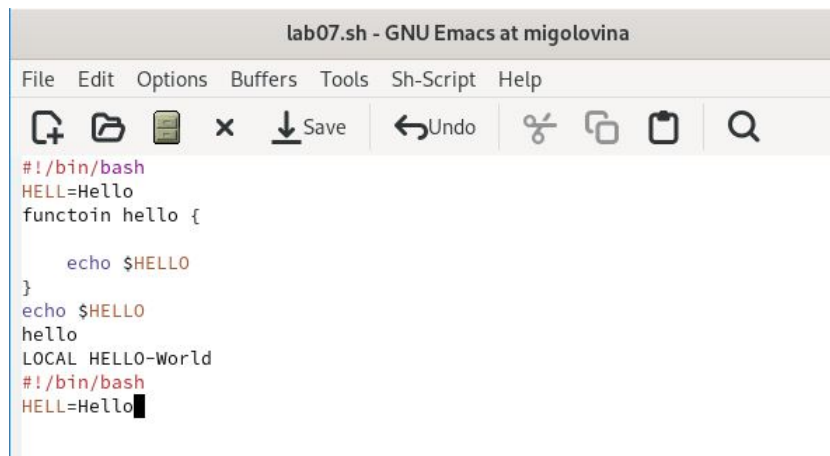 lab07.sh - GNU Emacs at migolovina
File Edit Options Buffers Tools Sh-Script Help
Save Undo
#!/bin/bash
HELL=Hello
functoin hello {
    echo $HELLO
}
echo $HELLO
hello
LOCAL HELLO-World
#!/bin/bash
HELL=Hello